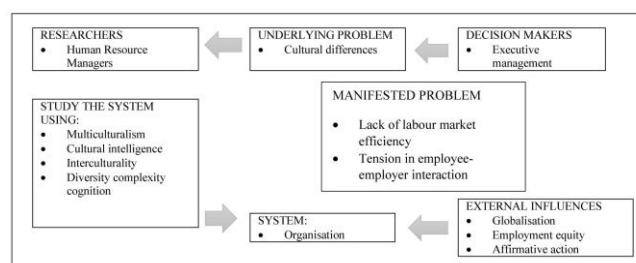 RESEARCHERS
• Human Resource
Managers
UNDERLYING PROBLEM
• Cultural differences
DECISION MAKERS
• Executive
management
STUDY THE SYSTEM
USING:
• Multiculturalism
• Cultural intelligence
• Interculturality
• Diversity complexity
cognition
MANIFESTED PROBLEM
• Lack of labour market
efficiency
• Tension in employee-
employer interaction
SYSTEM:
• Organisation
EXTERNAL INFLUENCES
• Globalisation
• Employment equity
• Affirmative action